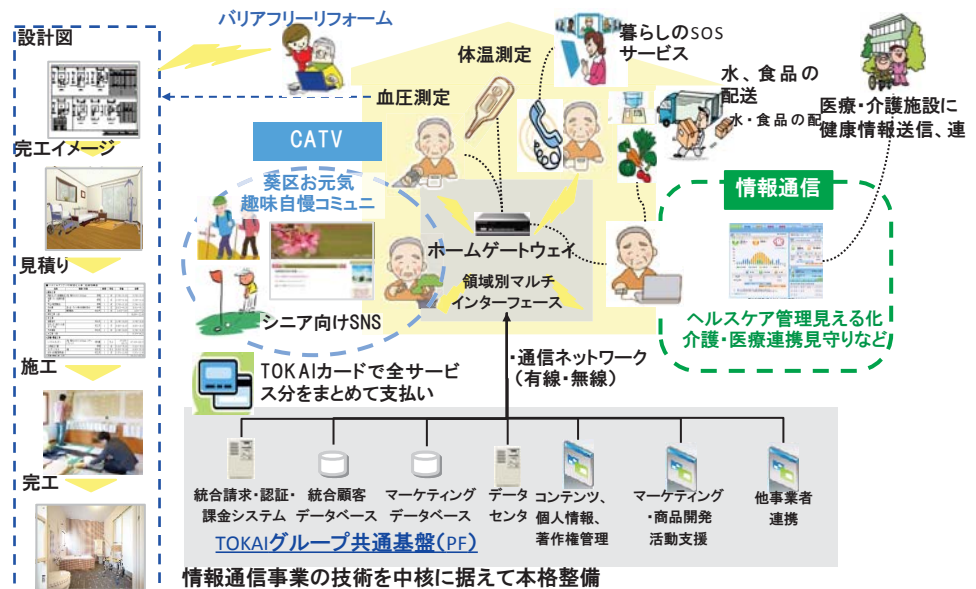 設計図
完工イメージ
見積り
施工
完工
バリアフリーリフォーム
血圧測定
体温測定
暮らしのSOS
サービス
水、食品の
配送
水・食品の配
医療・介護施設に
健康情報送信、連
CATV
葵区お元気
趣味自慢コミュニ
シニア向けSNS
ホームゲートウェイ
領域別マルチ
インターフェース
情報通信
ヘルスケア管理見える化
介護・医療連携見守りなど
TOKAIカードで全サービ
ス分をまとめて支払い
・通信ネットワーク
（有線・無線）
統合請求・認証・
課金システム
統合顧客
データベース
マーケティング
データベース
データ
センタ
コンテンツ、
個人情報、
著作権管理
マーケティング
・商品開発
活動支援
他事業者
連携
TOKAIグループ共通基盤(PF)
情報通信事業の技術を中核に据えて本格整備